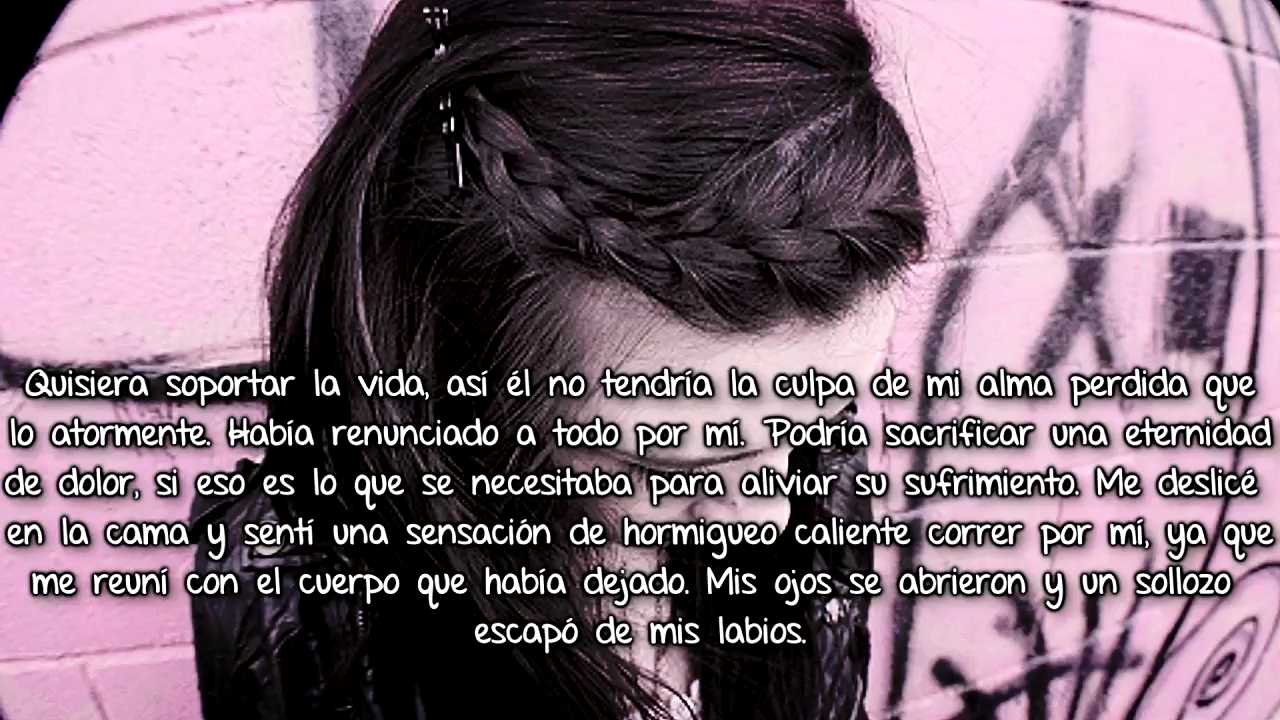 Quisiera soportar la vida, así él no tendría la culpa de mi alma perdida que
lo atormente. Había renunciado a todo por mí. Podría sacrificar una eternidad
de dolor, si eso es lo que se necesitaba para aliviar su sufrimiento. Me deslicé
en la cama y sentí una sensación de hormigueo caliente correr por mí, ya que
me reuní con el cuerpo que había dejado. Mis ojos se abrieron y un sollozo
escapó de mis labios.